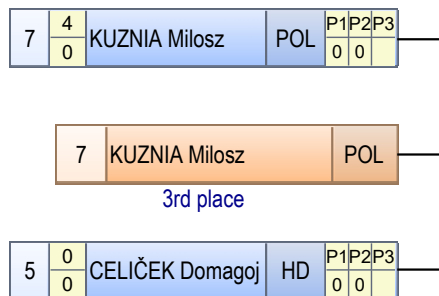 7 4 0 KUZNIA Milosz POL P1 P2 P3 0 0
7 KUZNIA Milosz POL
3rd place
5 0 0 CELIČEK Domagoj HD P1 P2 P3 0 0